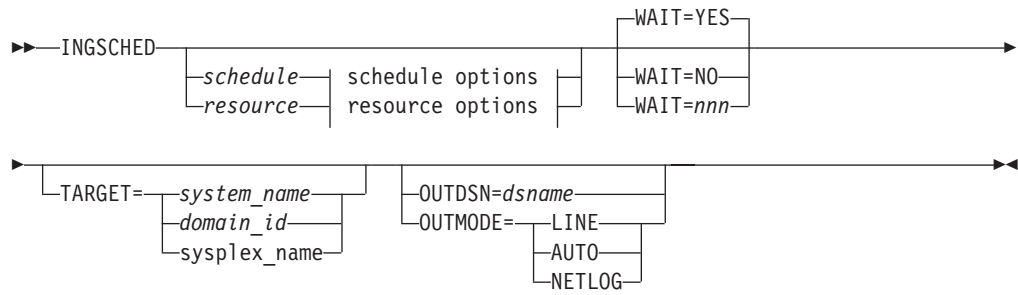 WAIT=YES
INGSCHED
schedule schedule options WAIT=NO
resource resource options WAIT=nnn
TARGET= system_name OUTDSN=dsname
domain_id OUTMODE= LINE
sysplex_name AUTO
NETLOG